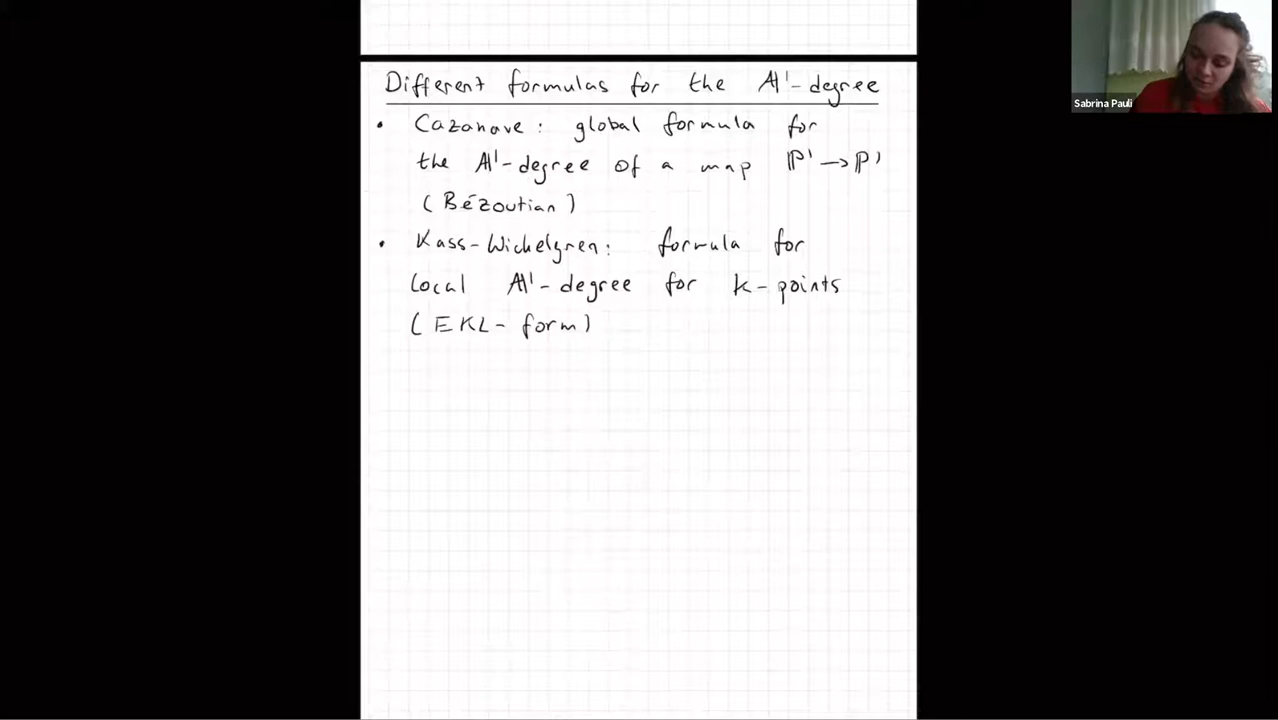 Different formulas for the A¹-degree
• Cazanave: global formula for
the A¹-degree of a map ℙ¹→ℙ¹
(Bézoutian)
• Kass-Wickelgren: formula for
local A¹-degree for k-points
(EKL-form)
Sabrina Pauli